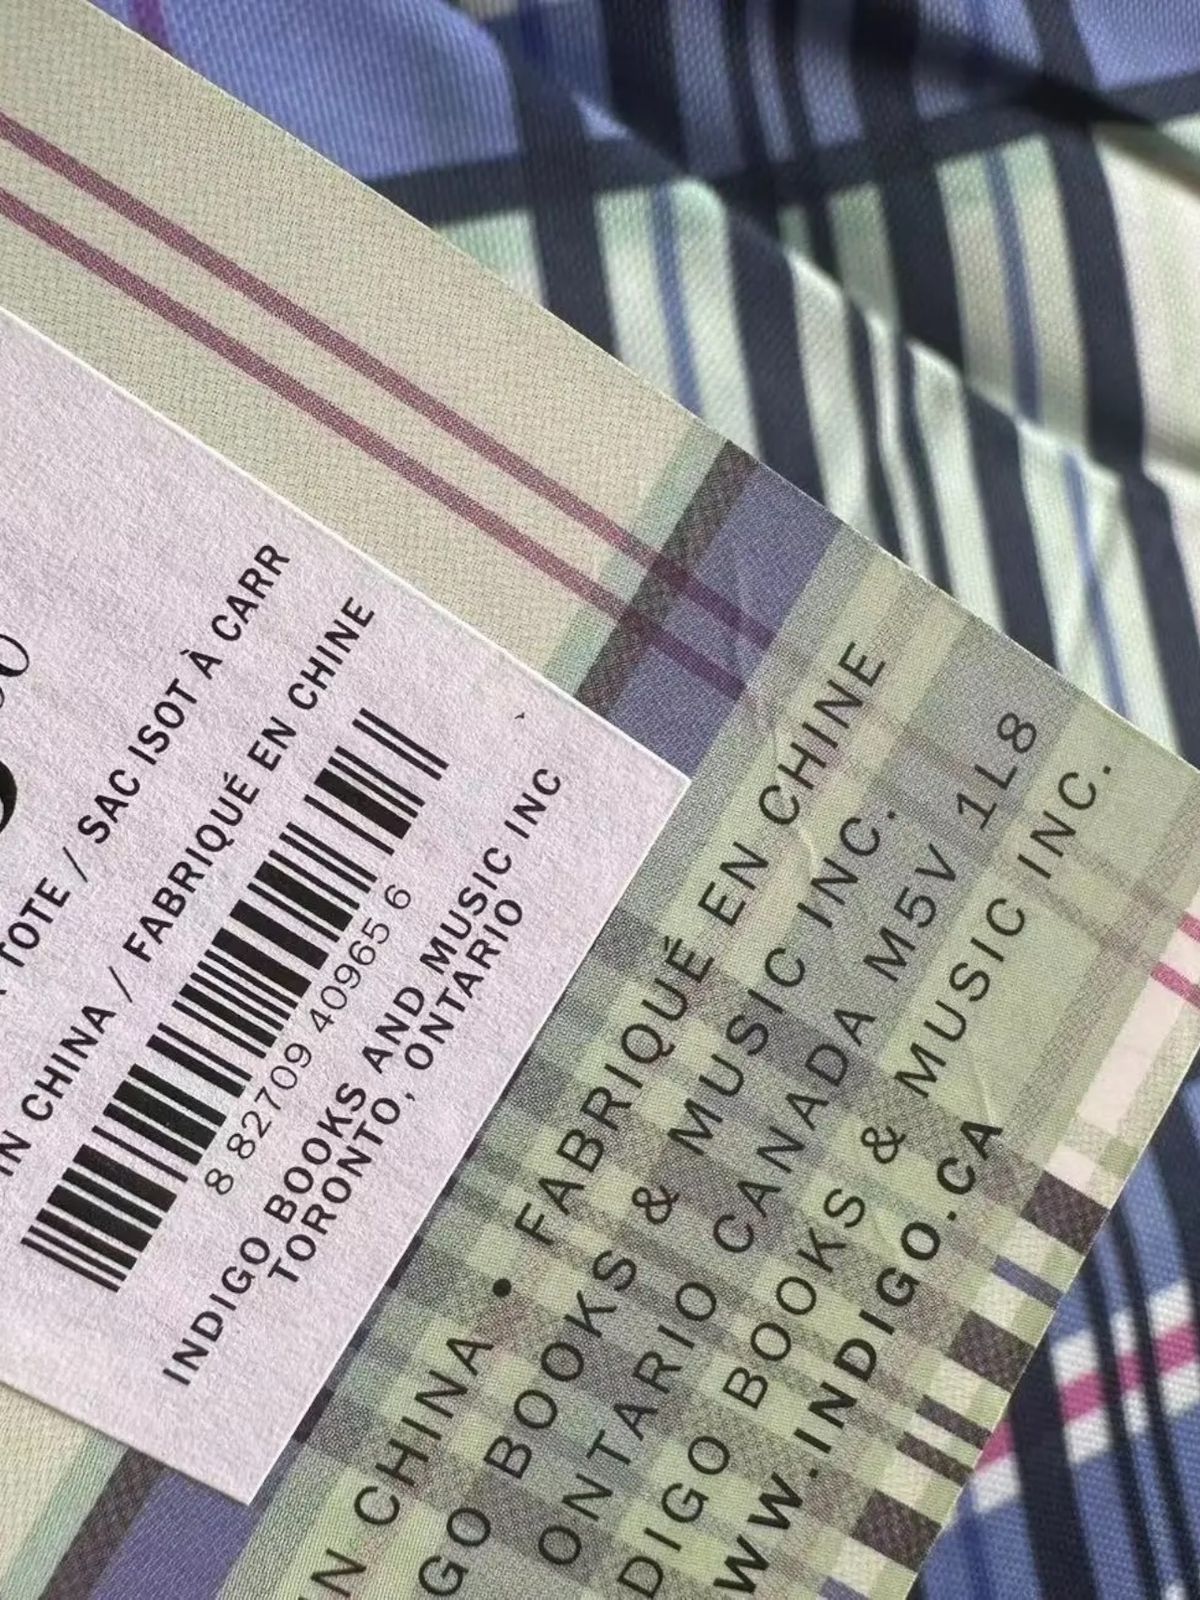 TOTE / SAC ISOT À CARR
IN CHINA / FABRIQUÉ EN CHINE
8 82709 40965 6
INDIGO BOOKS AND MUSIC INC
TORONTO, ONTARIO
IN CHINA • FABRIQUÉ EN CHINE
GO BOOKS & MUSIC INC.
ONTARIO CANADA M5V 1L8
DIGO BOOKS & MUSIC INC.
WW.INDIGO.CA